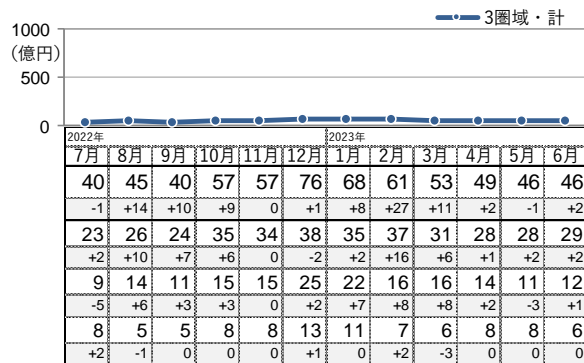 3圏域・計
1000
(億円)
500
0
2022年 2023年
7月 8月 9月 10月 11月 12月 1月 2月 3月 4月 5月 6月
40 45 40 57 57 76 68 61 53 49 46 46
-1 +14 +10 +9 0 +1 +8 +27 +11 +2 -1 +2
23 26 24 35 34 38 35 37 31 28 28 29
+2 +10 +7 +6 0 -2 +2 +16 +6 +1 +2 +2
9 14 11 15 15 25 22 16 16 14 11 12
-5 +6 +3 +3 0 +2 +7 +8 +8 +2 -3 +1
8 5 5 8 8 13 11 7 6 8 8 6
+2 -1 0 0 0 +1 0 +2 -3 0 0 0